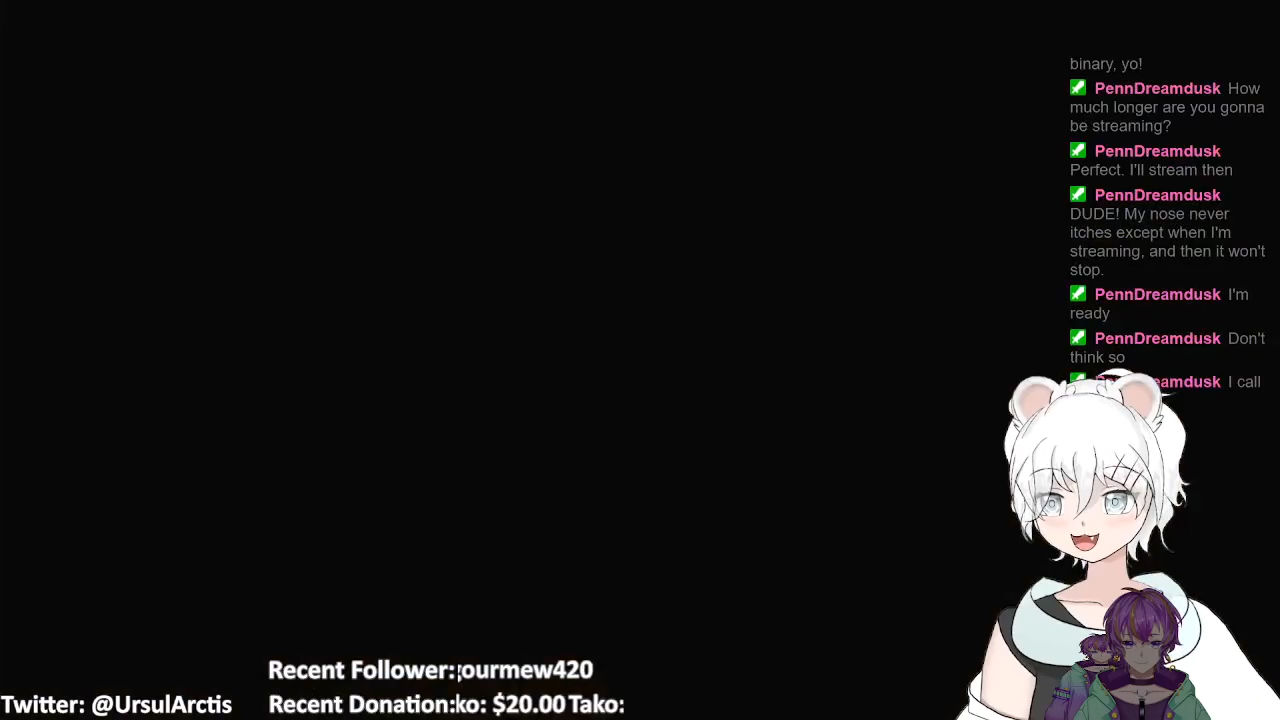 binary, yo!
PennDreamdusk How
much longer are you gonna
be streaming?
PennDreamdusk
Perfect. I'll stream then
PennDreamdusk
DUDE! My nose never
itches except when I'm
streaming, and then it won't
stop.
PennDreamdusk I'm
ready
PennDreamdusk Don't
think so
eamdusk I call
Recent Follower: ourmew420
Twitter: @UrsulArctis
Recent Donation: ko: $20.00 Tako: